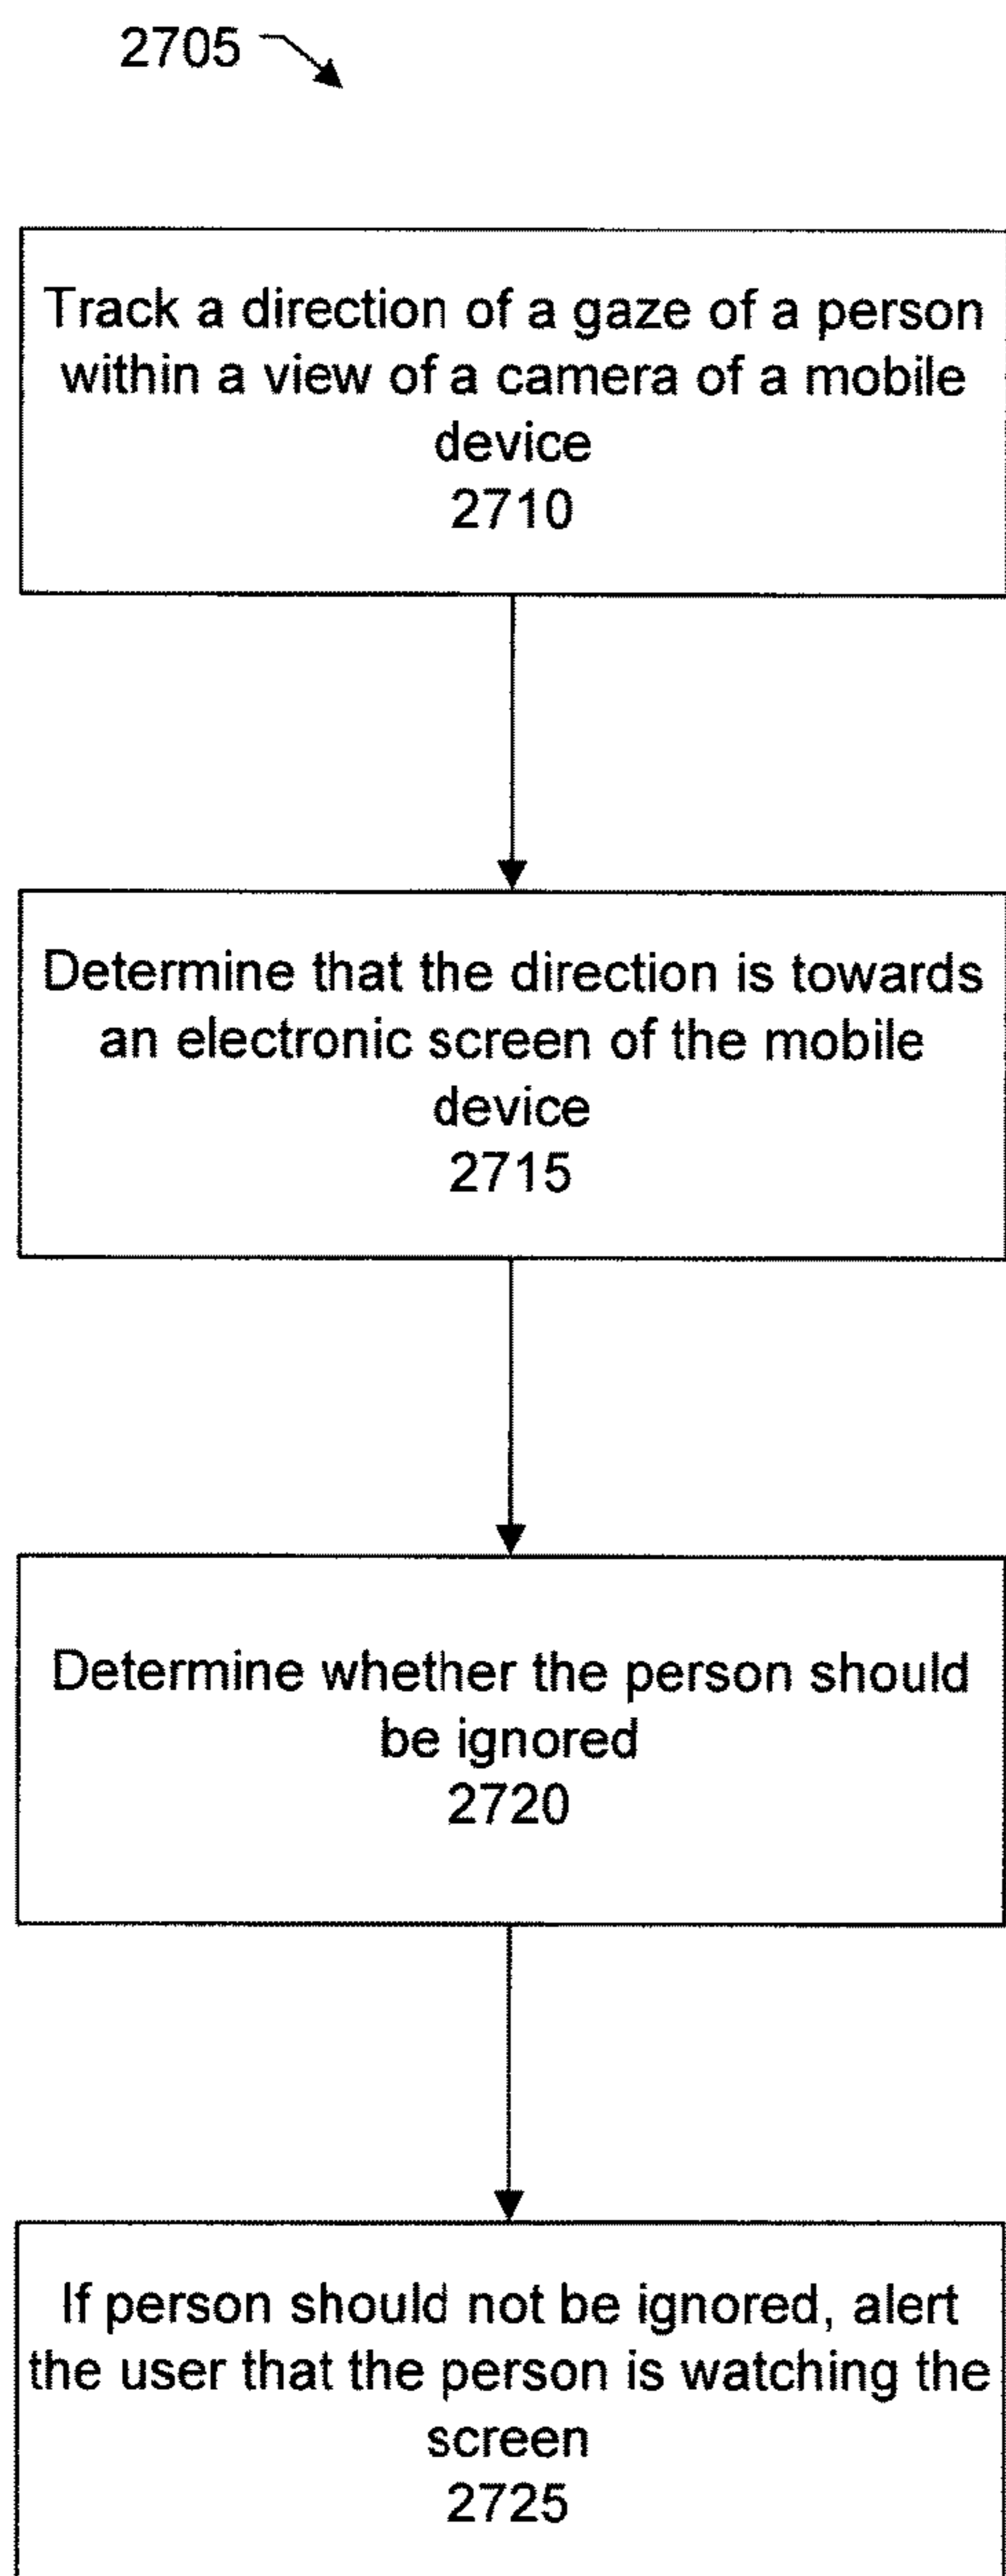 2705
Track a direction of a gaze of a person
within a view of a camera of a mobile
device
2710
Determine that the direction is towards
an electronic screen of the mobile
device
2715
Determine whether the person should
be ignored
2720
If person should not be ignored, alert
the user that the person is watching the
screen
2725